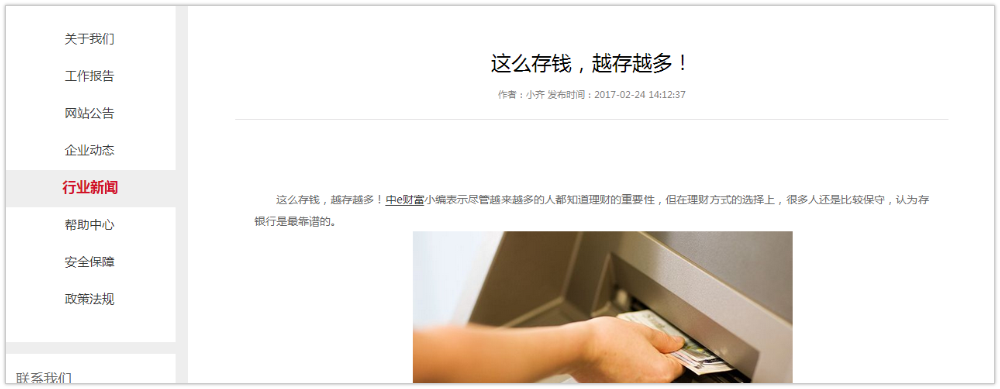 关于我们
工作报告
网站公告
企业动态
行业新闻
帮助中心
安全保障
政策法规
联系我们
这么存钱，越存越多！
作者：小齐 发布时间：2017-02-24 14:12:37
这么存钱，越存越多！中e财富小编表示尽管越来越多的人都知道理财的重要性，但在理财方式的选择上，很多人还是比较保守，认为存
银行是最靠谱的。